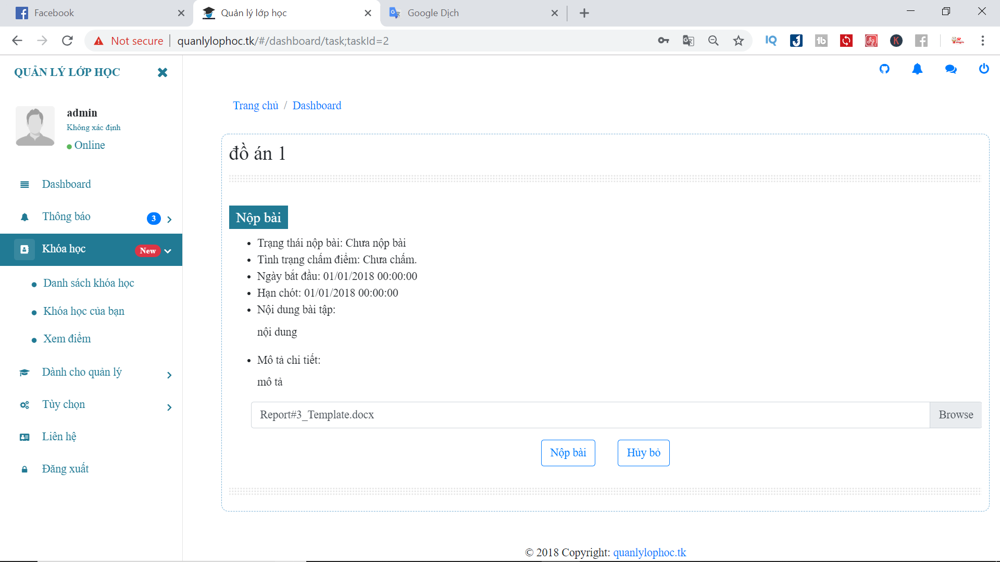 Facebook
Quản lý lớp học
Google Dịch
Not secure
quanlylophoc.tk/#/dashboard/task;taskId=2
QUẢN LÝ LỚP HỌC
admin
Không xác định
Online
Dashboard
Thông báo 3
Khóa học New
Danh sách khóa học
Khóa học của bạn
Xem điểm
Dành cho quản lý
Tùy chọn
Liên hệ
Đăng xuất
Trang chủ / Dashboard
đồ án 1
Nộp bài
Trạng thái nộp bài: Chưa nộp bài
Tình trạng chấm điểm: Chưa chấm.
Ngày bắt đầu: 01/01/2018 00:00:00
Hạn chót: 01/01/2018 00:00:00
Nội dung bài tập:
nội dung
Mô tả chi tiết:
mô tả
Report#3_Template.docx Browse
Nộp bài Hủy bỏ
© 2018 Copyright: quanlylophoc.tk